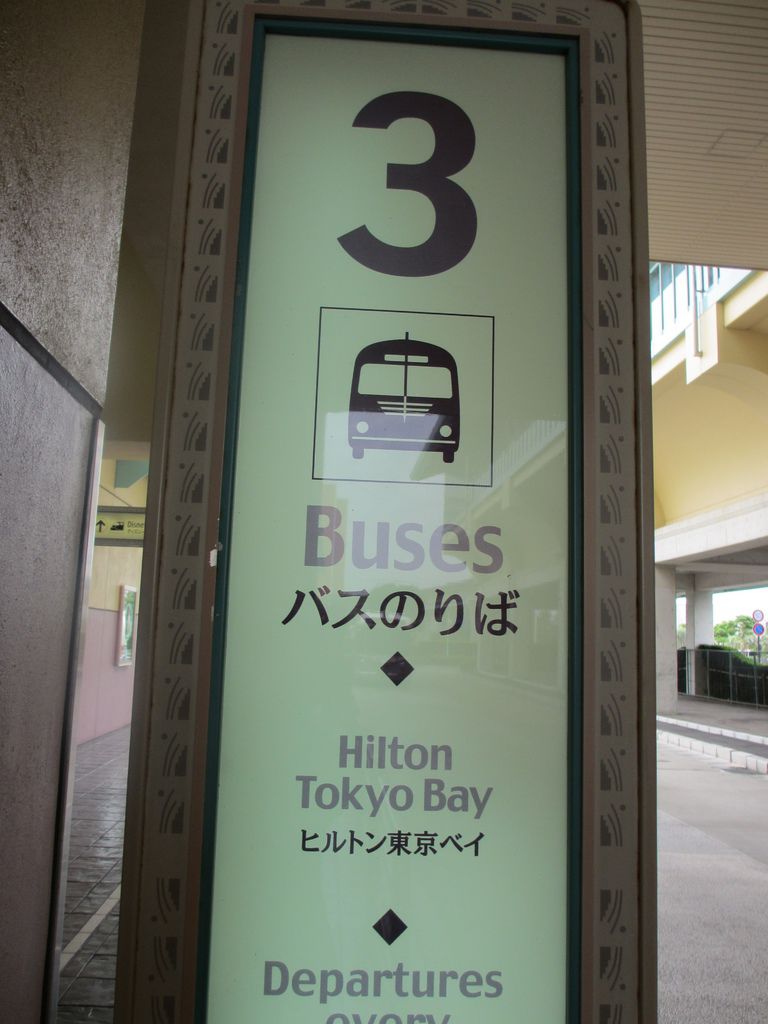 3
Buses
バスのりば
Hilton
Tokyo Bay
ヒルトン東京ベイ
Departures
every